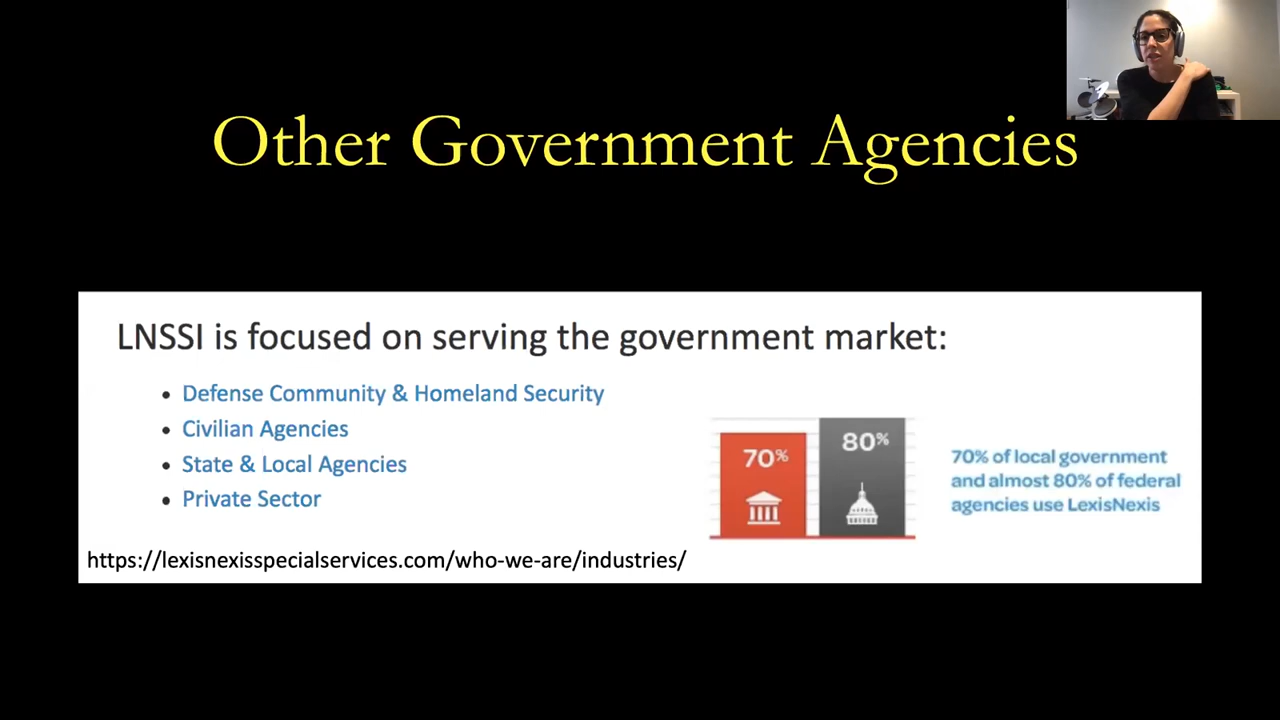 Other Government Agencies
LNSSI is focused on serving the government market:
• Defense Community & Homeland Security
• Civilian Agencies
• State & Local Agencies
• Private Sector
70%
80%
70% of local government
and almost 80% of federal
agencies use LexisNexis
https://lexisnexisspecialservices.com/who-we-are/industries/